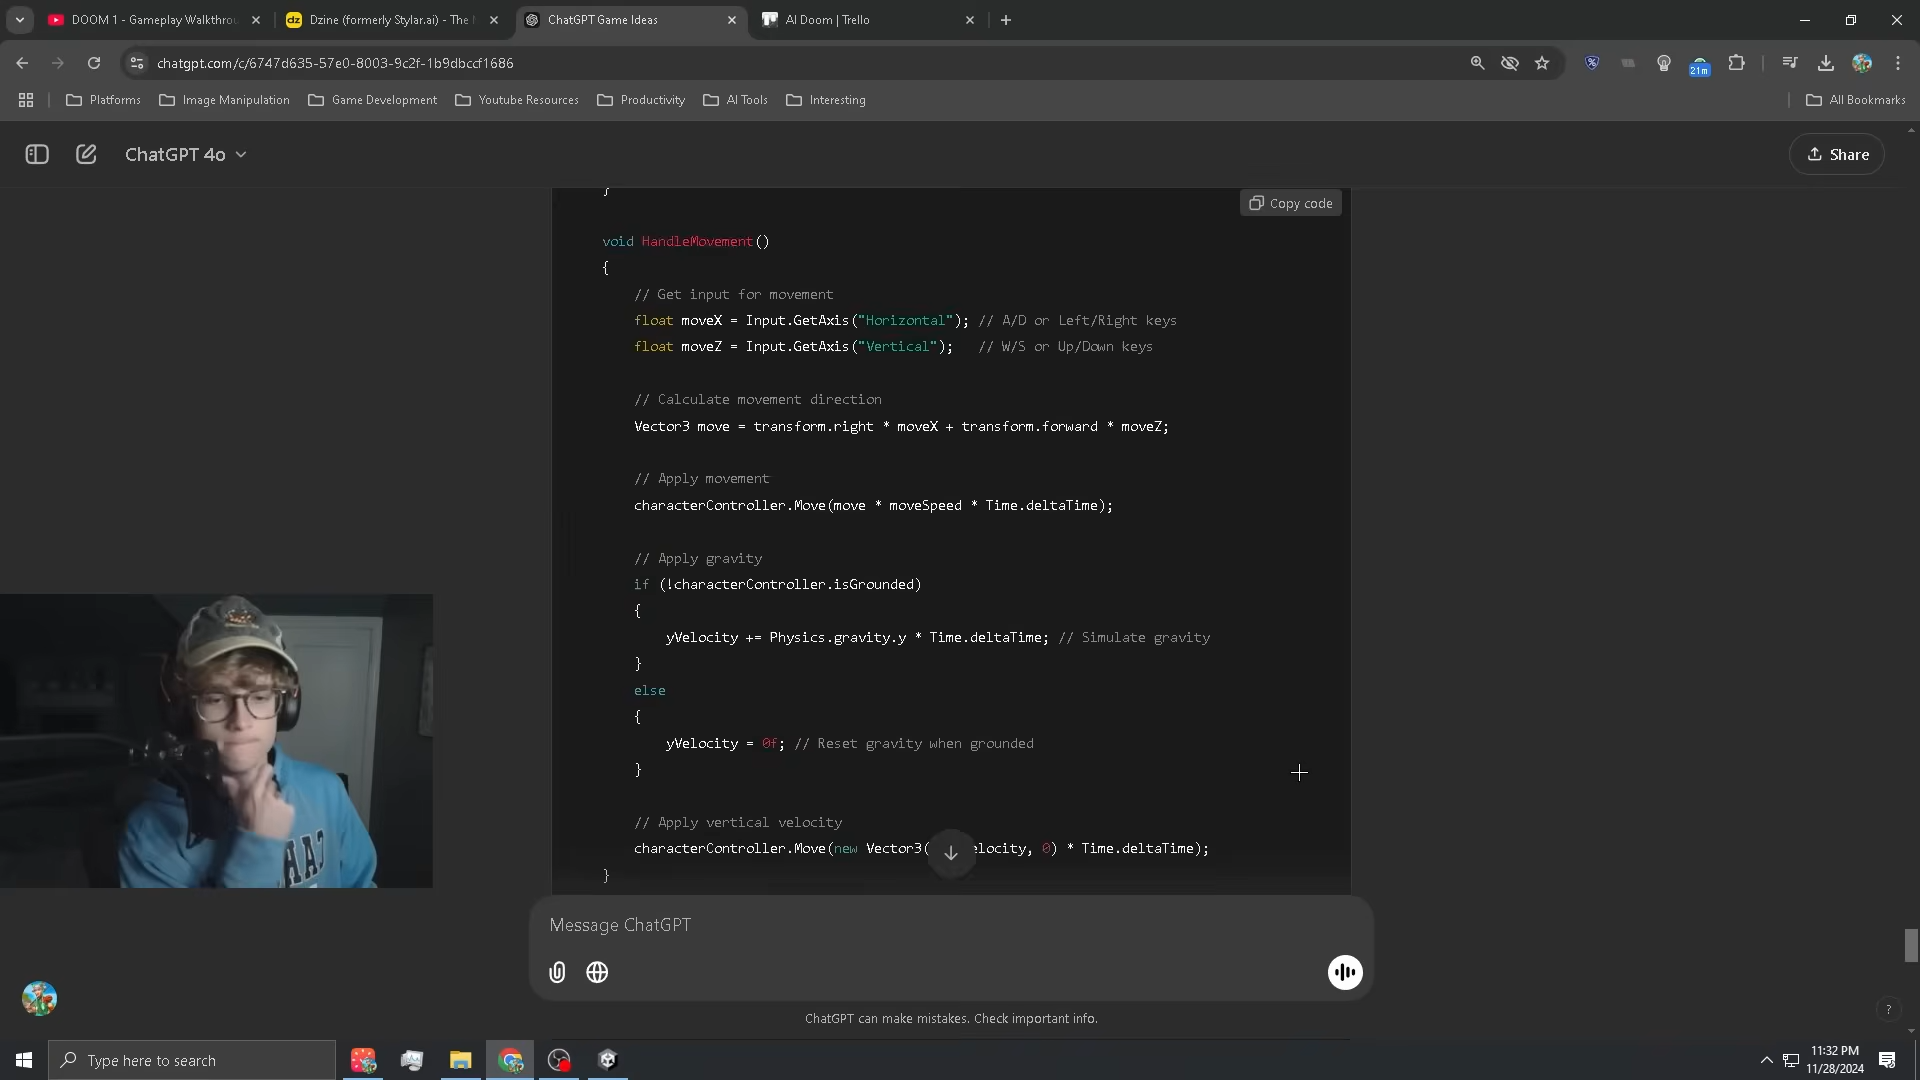 DOOM 1 - Gameplay Walkthrou
Dzine (formerly Stylar.ai) - The
ChatGPT Game Ideas
AI Doom | Trello
chatgpt.com/c/6747d635-57e0-8003-9c2f-1b9dbccf1686
21m
Platforms
Image Manipulation
Game Development
Youtube Resources
Productivity
AI Tools
Interesting
All Bookmarks
ChatGPT 4o
Share
}
Copy code
void HandleMovement()
{
// Get input for movement
float moveX = Input.GetAxis("Horizontal"); // A/D or Left/Right keys
float moveZ = Input.GetAxis("Vertical");   // W/S or Up/Down keys
// Calculate movement direction
Vector3 move = transform.right * moveX + transform.forward * moveZ;
// Apply movement
characterController.Move(move * moveSpeed * Time.deltaTime);
// Apply gravity
if (!characterController.isGrounded)
{
yVelocity += Physics.gravity.y * Time.deltaTime; // Simulate gravity
}
else
{
yVelocity = 0f; // Reset gravity when grounded
}
// Apply vertical velocity
characterController.Move(new Vector3( elocity, 0) * Time.deltaTime);
}
Message ChatGPT
ChatGPT can make mistakes. Check important info.
?
Type here to search
11:32 PM
11/28/2024